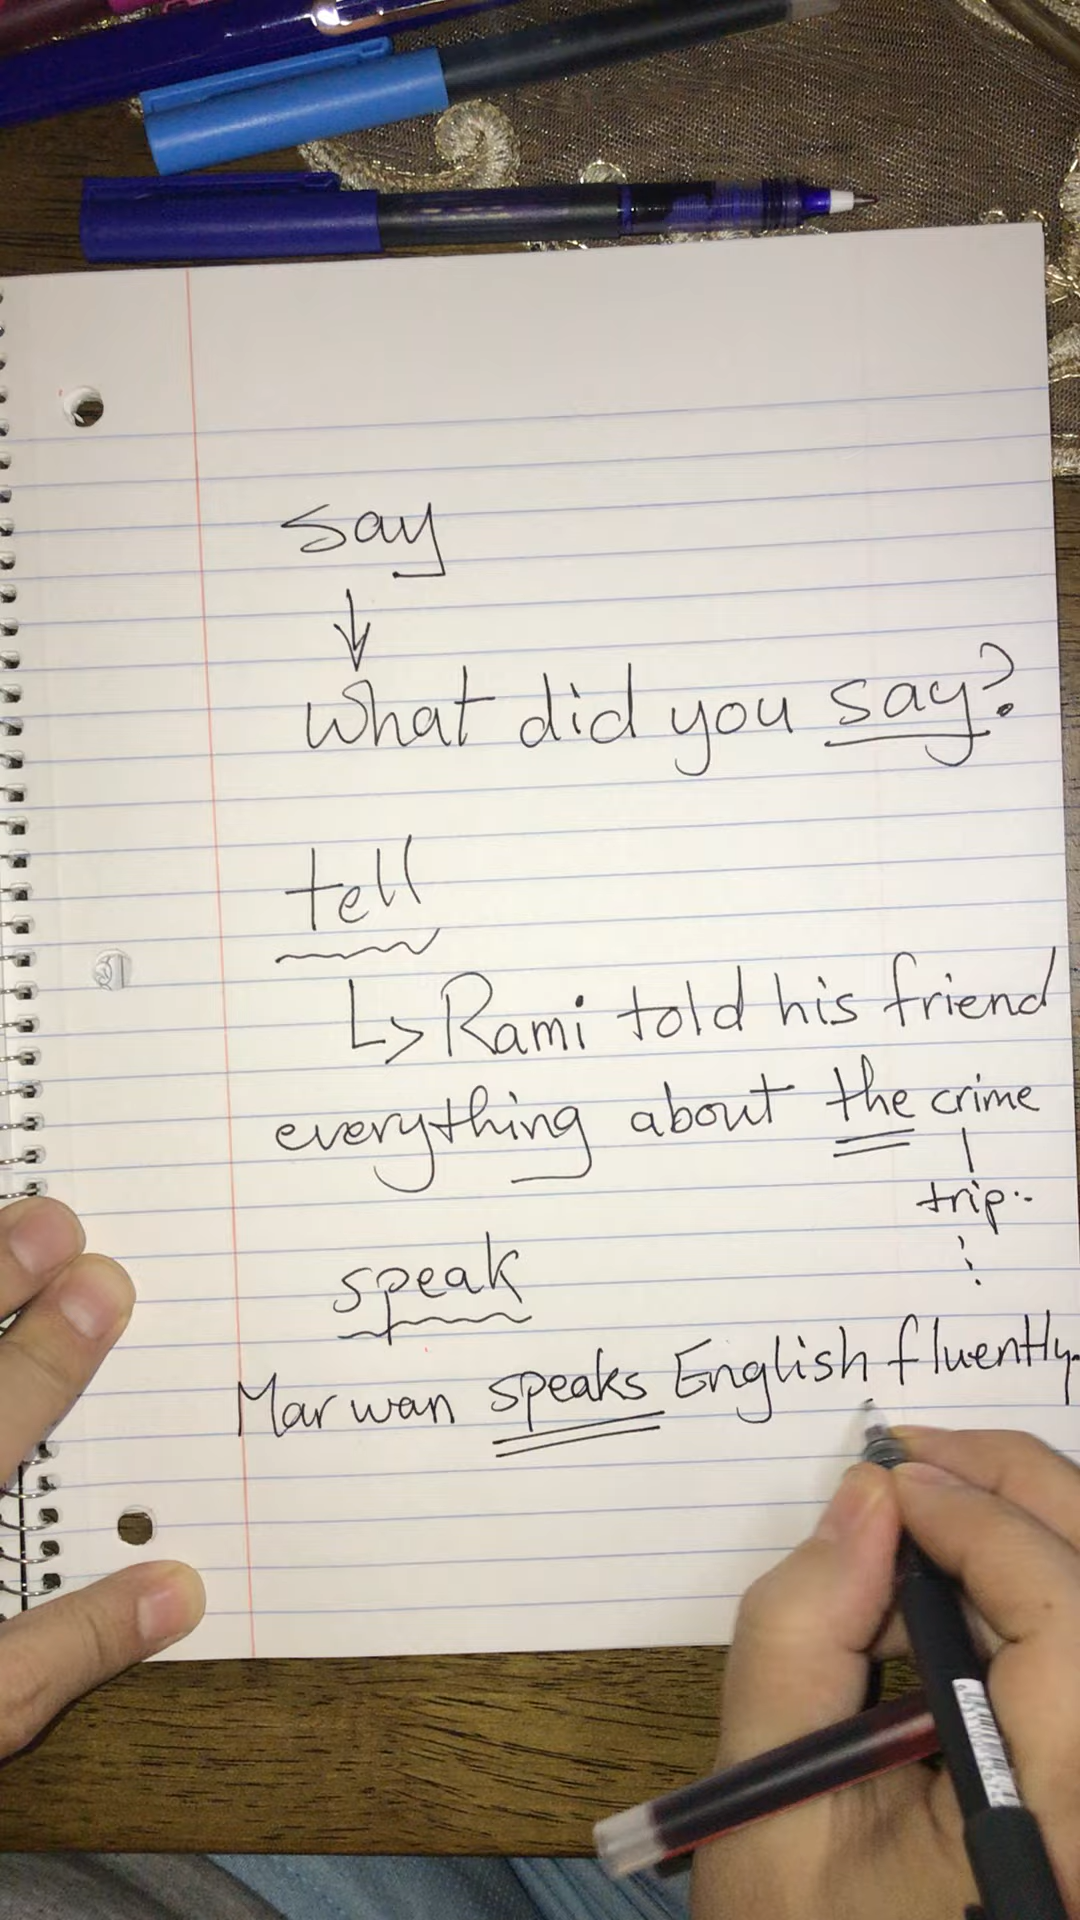 say
What did you say?
tell
Rami told his friend
everything about the crime
trip..
speak
Marwan speaks English fluently.